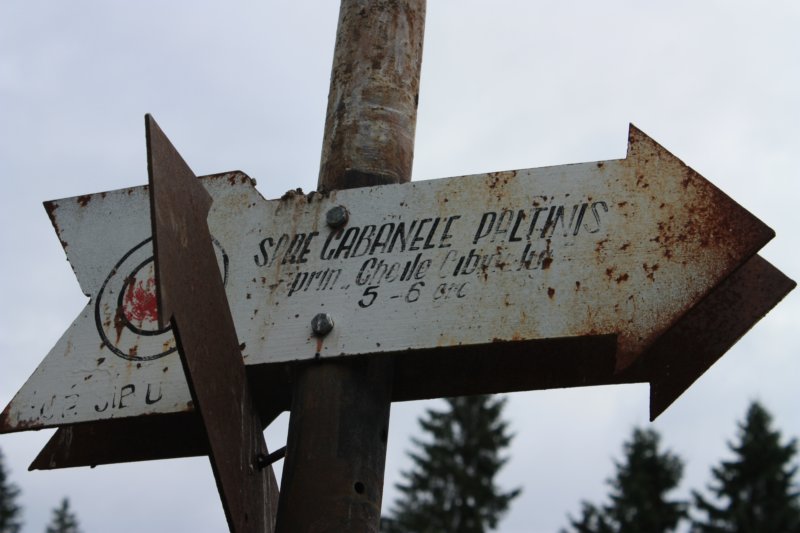 SPRE CABANELE PALTINIS
prin Cheile Cibinului
5-6 ore